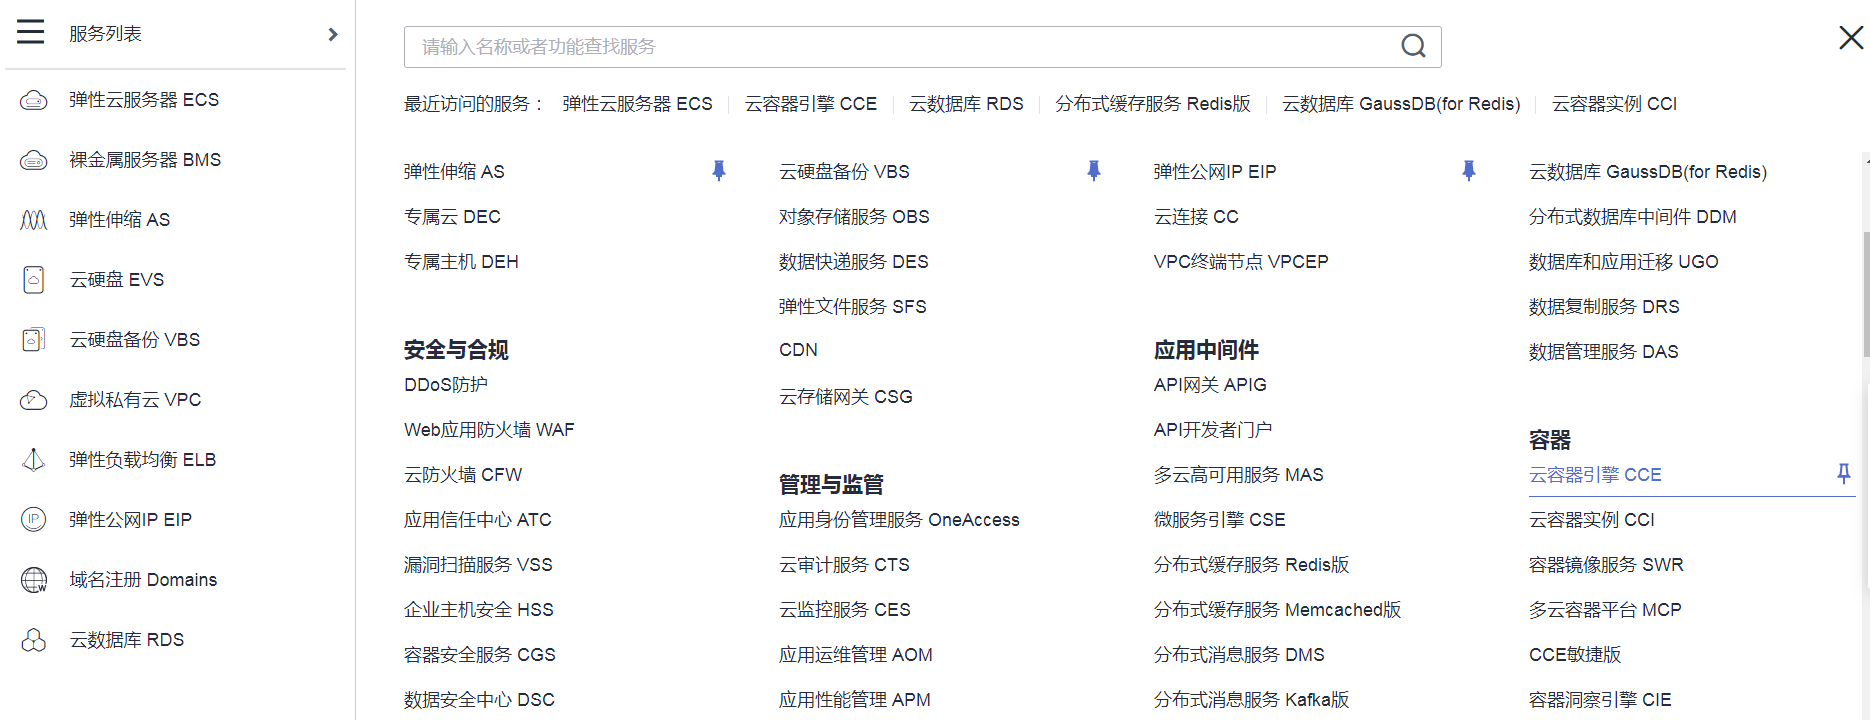 服务列表
弹性云服务器 ECS
裸金属服务器 BMS
弹性伸缩 AS
云硬盘 EVS
云硬盘备份 VBS
虚拟私有云 VPC
弹性负载均衡 ELB
弹性公网IP EIP
域名注册 Domains
云数据库 RDS
请输入名称或者功能查找服务
最近访问的服务： 弹性云服务器 ECS 云容器引擎 CCE 云数据库 RDS 分布式缓存服务 Redis版 云数据库 GaussDB(for Redis) 云容器实例 CCI
弹性伸缩 AS
专属云 DEC
专属主机 DEH
安全与合规
DDoS防护
Web应用防火墙 WAF
云防火墙 CFW
应用信任中心 ATC
漏洞扫描服务 VSS
企业主机安全 HSS
容器安全服务 CGS
数据安全中心 DSC
云硬盘备份 VBS
对象存储服务 OBS
数据快递服务 DES
弹性文件服务 SFS
CDN
云存储网关 CSG
管理与监管
应用身份管理服务 OneAccess
云审计服务 CTS
云监控服务 CES
应用运维管理 AOM
应用性能管理 APM
弹性公网IP EIP
云连接 CC
VPC终端节点 VPCEP
应用中间件
API网关 APIG
API开发者门户
多云高可用服务 MAS
微服务引擎 CSE
分布式缓存服务 Redis版
分布式缓存服务 Memcached版
分布式消息服务 DMS
分布式消息服务 Kafka版
云数据库 GaussDB(for Redis)
分布式数据库中间件 DDM
数据库和应用迁移 UGO
数据复制服务 DRS
数据管理服务 DAS
容器
云容器引擎 CCE
云容器实例 CCI
容器镜像服务 SWR
多云容器平台 MCP
CCE敏捷版
容器洞察引擎 CIE